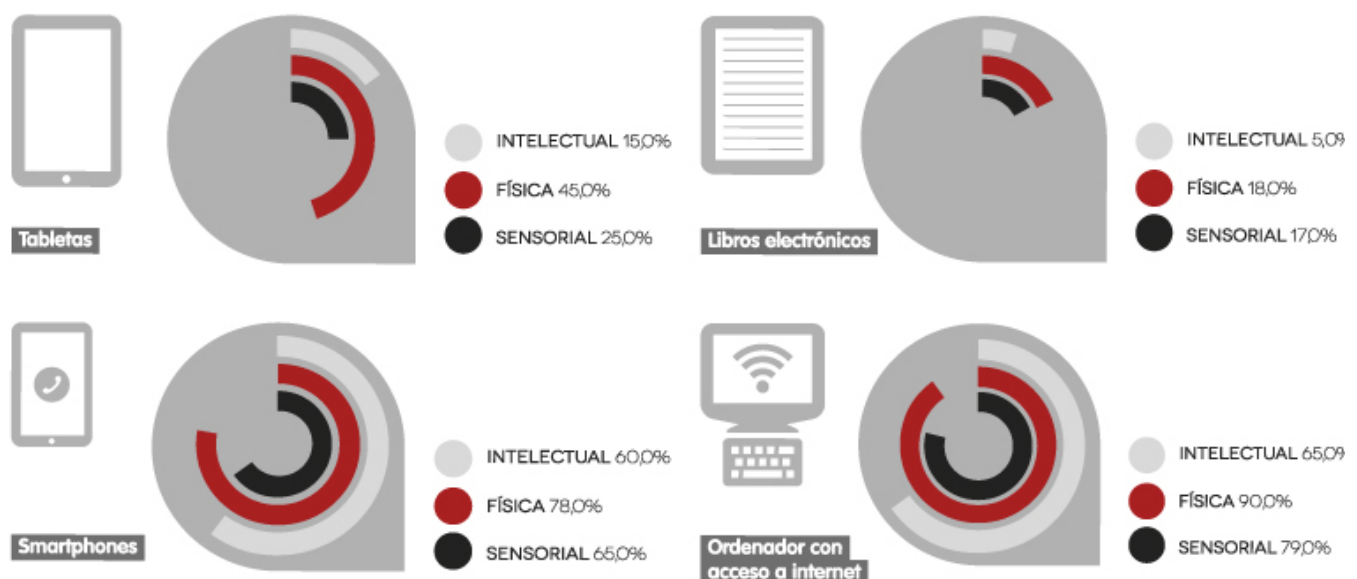 INTELECTUAL 15,0%
FÍSICA 45,0%
SENSORIAL 25,0%
Tabletas
INTELECTUAL 5,0%
FÍSICA 18,0%
SENSORIAL 17,0%
Libros electrónicos
INTELECTUAL 60,0%
FÍSICA 78,0%
SENSORIAL 65,0%
Smartphones
INTELECTUAL 65,0%
FÍSICA 90,0%
SENSORIAL 79,0%
Ordenador con
acceso a internet